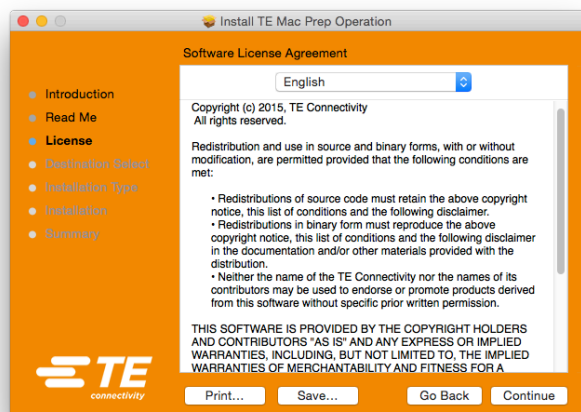 Install TE Mac Prep Operation
Software License Agreement
English
Introduction
Read Me
License
Destination Select
Installation Type
Installation
Summary
Copyright (c) 2015, TE Connectivity
All rights reserved.
Redistribution and use in source and binary forms, with or without
modification, are permitted provided that the following conditions are
met:
• Redistributions of source code must retain the above copyright
notice, this list of conditions and the following disclaimer.
• Redistributions in binary form must reproduce the above
copyright notice, this list of conditions and the following disclaimer
in the documentation and/or other materials provided with the
distribution.
• Neither the name of the TE Connectivity nor the names of its
contributors may be used to endorse or promote products derived
from this software without specific prior written permission.
THIS SOFTWARE IS PROVIDED BY THE COPYRIGHT HOLDERS
AND CONTRIBUTORS "AS IS" AND ANY EXPRESS OR IMPLIED
WARRANTIES, INCLUDING, BUT NOT LIMITED TO, THE IMPLIED
WARRANTIES OF MERCHANTABILITY AND FITNESS FOR A
TE
connectivity
Print...
Save...
Go Back
Continue